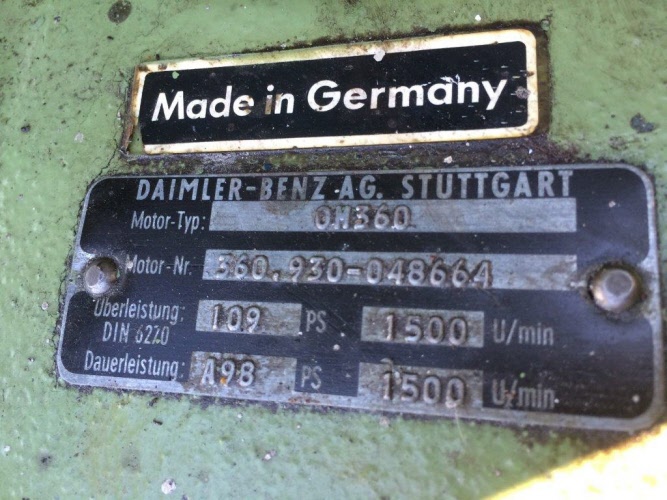 Made in Germany
DAIMLER-BENZ AG. STUTTGART
Motor-Typ: OM360
Motor-Nr. 360.930-048664
Überleistung: 109 PS 1500 U/min
DIN 6270
Dauerleistung: A98 PS 1500 U/min